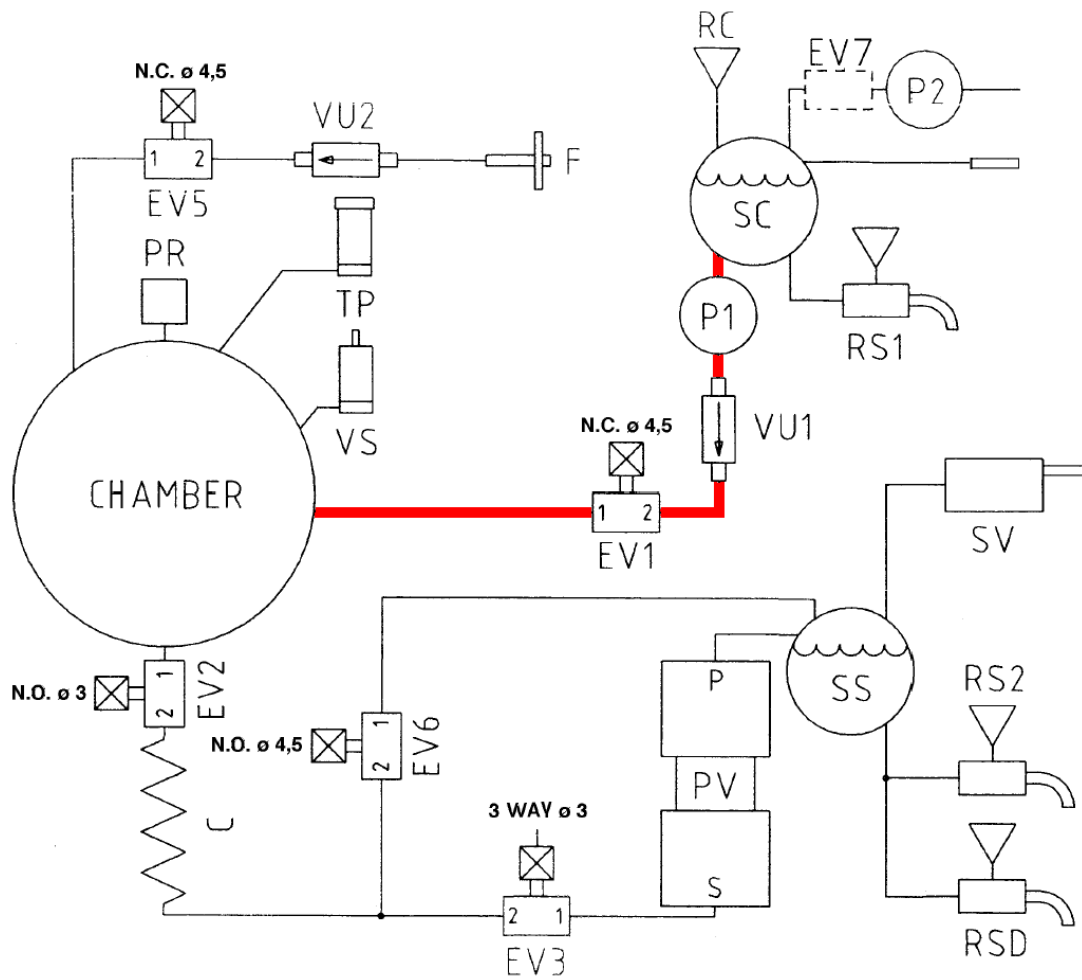 RC
N.C. ø 4,5
EV7
P2
VU2
1 2
F
EV5
SC
PR
TP
P1
RS1
VS
VU1
N.C. ø 4,5
CHAMBER
1 2
EV1
SV
1
2
EV2
N.O. ø 3
P
SS
RS2
N.O. ø 4,5
1
2
EV6
PV
C
3 WAY ø 3
S
2 1
EV3
RSD